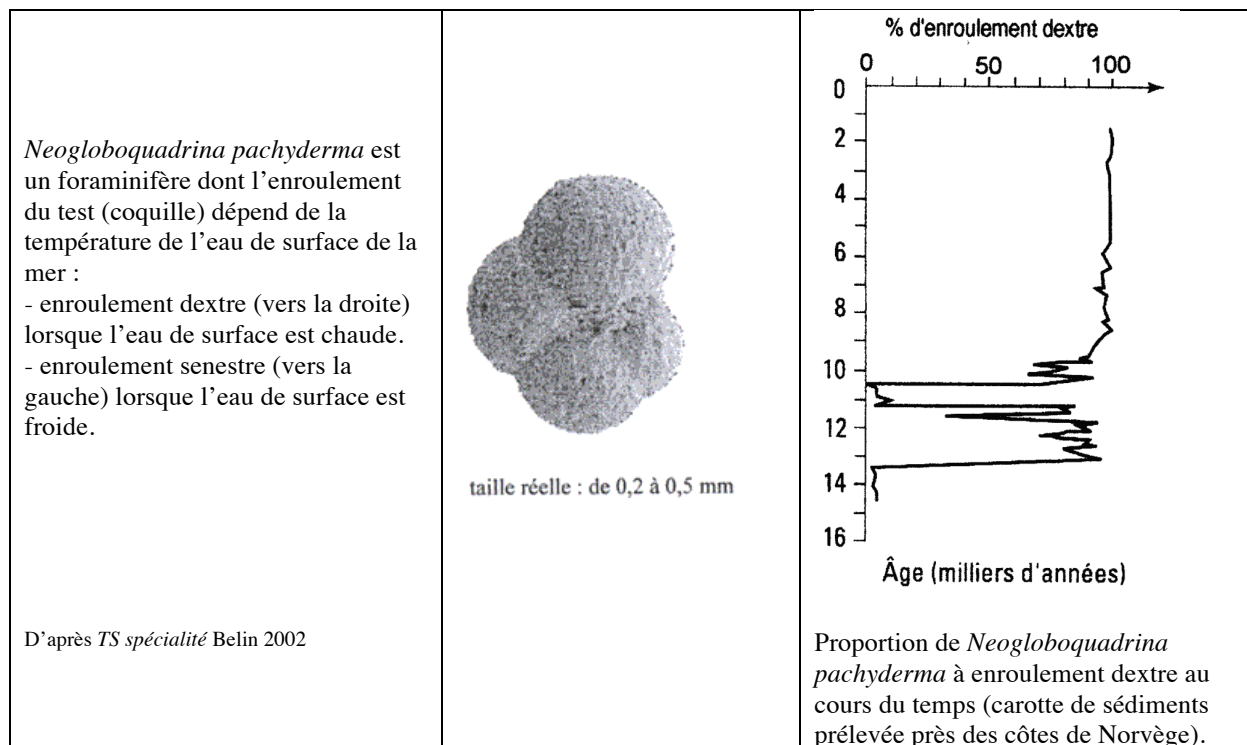 Neogloboquadrina pachyderma est
un foraminifère dont l'enroulement
du test (coquille) dépend de la
température de l'eau de surface de la
mer :
- enroulement dextre (vers la droite)
lorsque l'eau de surface est chaude.
- enroulement senestre (vers la
gauche) lorsque l'eau de surface est
froide.
D'après TS spécialité Belin 2002
taille réelle : de 0,2 à 0,5 mm
% d'enroulement dextre
0 50 100
0
2
4
6
8
10
12
14
16
Âge (milliers d'années)
Proportion de Neogloboquadrina
pachyderma à enroulement dextre au
cours du temps (carotte de sédiments
prélevée près des côtes de Norvège).